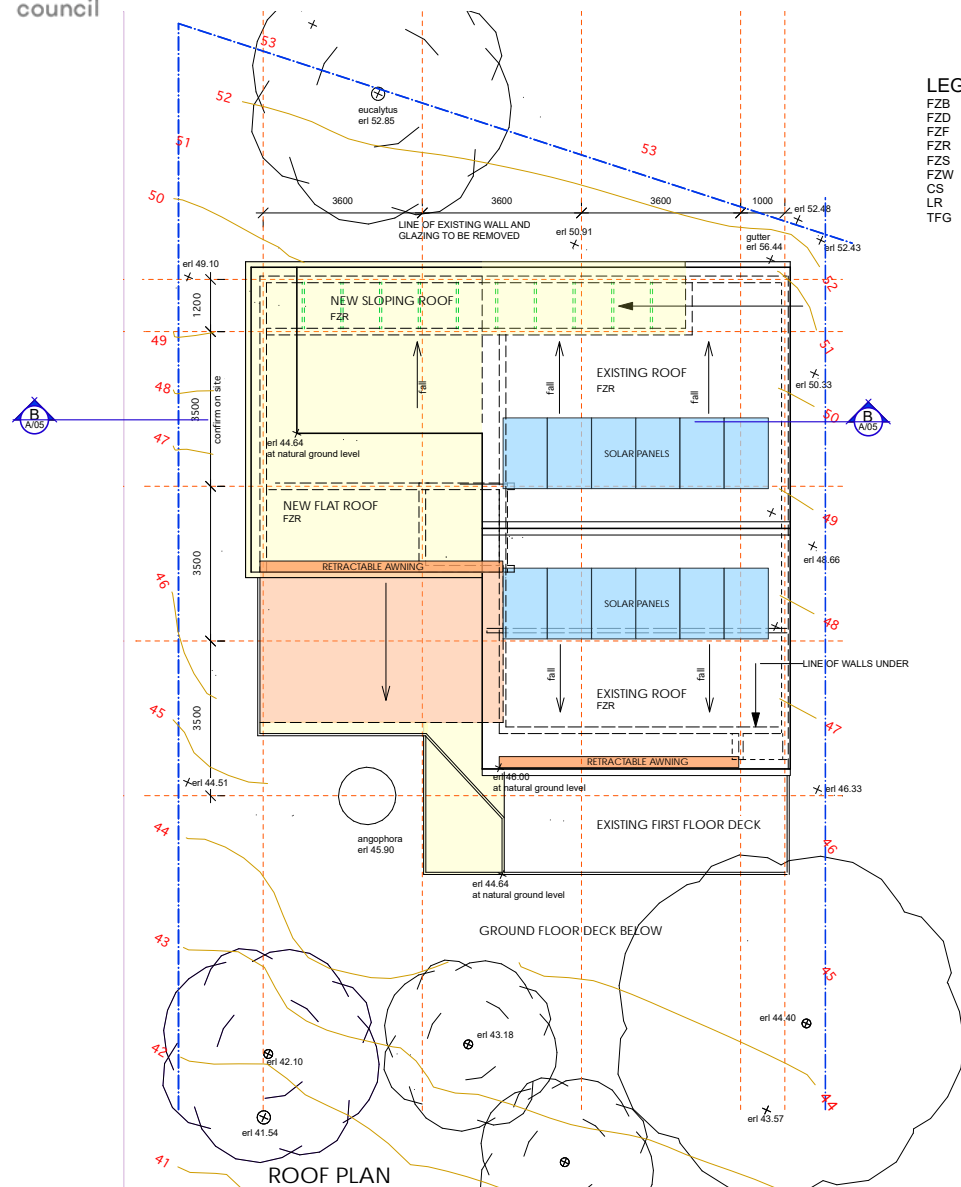 council
LEG
FZB
FZD
FZF
FZR
FZS
FZW
CS
LR
TFG
53
52
eucalytus
erl 52.85
51
53
50
3600
3600
3600
1000
erl 52.48
LINE OF EXISTING WALL AND
GLAZING TO BE REMOVED
erl 50.91
gutter
erl 56.44
erl 52.43
erl 49.10
52
1200
NEW SLOPING ROOF
FZR
49
51
48
EXISTING ROOF
FZR
erl 50.33
fall
fall
fall
3500
confirm on site
B
A/05
50
B
A/05
47
erl 44.64
at natural ground level
SOLAR PANELS
NEW FLAT ROOF
FZR
49
3500
RETRACTABLE AWNING
erl 48.66
46
SOLAR PANELS
48
LINE OF WALLS UNDER
fall
fall
EXISTING ROOF
FZR
45
3500
47
RETRACTABLE AWNING
erl 44.51
erl 46.00
at natural ground level
erl 46.33
44
EXISTING FIRST FLOOR DECK
angophora
erl 45.90
46
erl 44.64
at natural ground level
43
GROUND FLOOR DECK BELOW
45
erl 44.40
42
erl 43.18
erl 42.10
44
erl 43.57
erl 41.54
41
ROOF PLAN